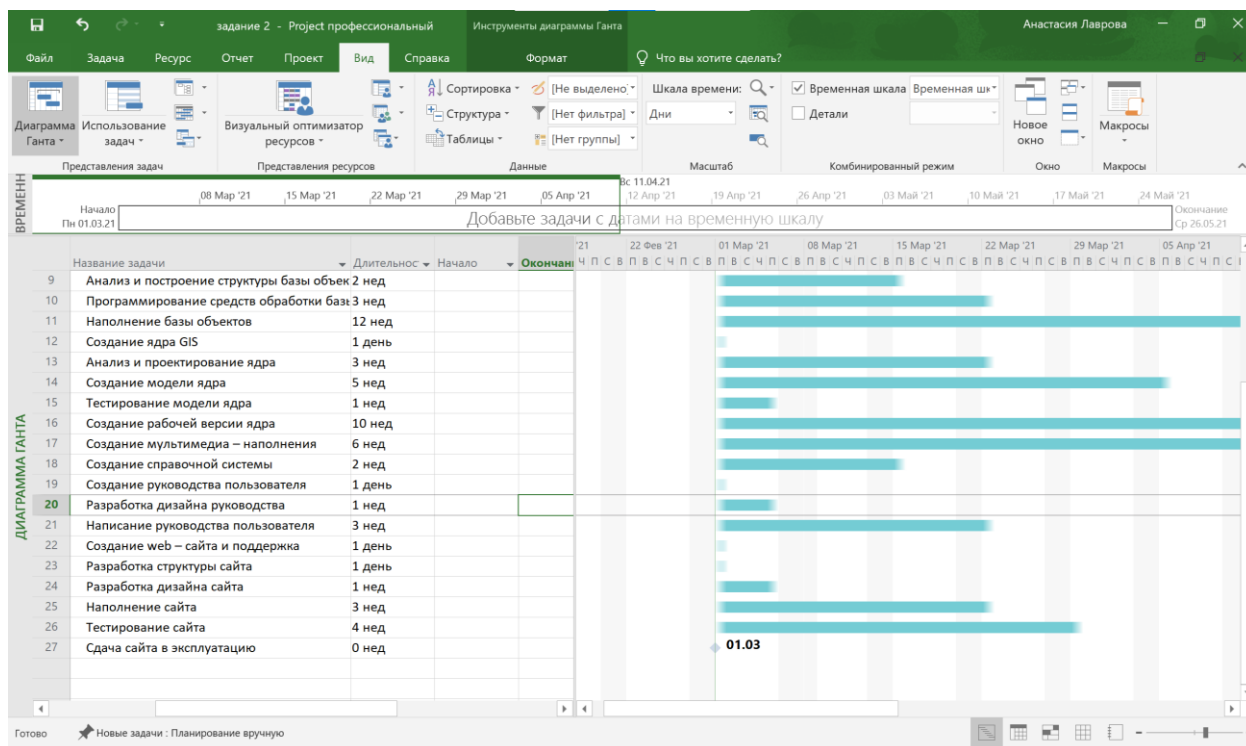 задание 2 - Project профессиональный
Инструменты диаграммы Ганта
Анастасия Лаврова
Файл Задача Ресурс Отчет Проект Вид Справка Формат Что вы хотите сделать?
Диаграмма Ганта
Использование задач
Представления задач
Визуальный оптимизатор ресурсов
Представления ресурсов
Сортировка
Структура
Таблицы
[Не выделено]
[Нет фильтра]
[Нет группы]
Данные
Шкала времени:
Дни
Масштаб
Временная шкала Временная шк
Детали
Комбинированный режим
Новое окно
Окно
Макросы
Макросы
ВРЕМЕНН
Вс 11.04.21
08 Мар '21 15 Мар '21 22 Мар '21 29 Мар '21 05 Апр '21 12 Апр '21 19 Апр '21 26 Апр '21 03 Май '21 10 Май '21 17 Май '21 24 Май '21
Начало
Пн 01.03.21
Добавьте задачи с датами на временную шкалу
Окончание
Ср 26.05.21
'21 22 Фев '21 01 Мар '21 08 Мар '21 15 Мар '21 22 Мар '21 29 Мар '21 05 Апр '21
Название задачи Длительнос Начало Окончани
Ч П С В П В С Ч П С В П В С Ч П С В П В С Ч П С В П В С Ч П С В П В С Ч П С В П В С Ч П С В П В С Ч П С
ДИАГРАММА ГАНТА
9 Анализ и построение структуры базы объек 2 нед
10 Программирование средств обработки базы 3 нед
11 Наполнение базы объектов 12 нед
12 Создание ядра GIS 1 день
13 Анализ и проектирование ядра 3 нед
14 Создание модели ядра 5 нед
15 Тестирование модели ядра 1 нед
16 Создание рабочей версии ядра 10 нед
17 Создание мультимедиа – наполнения 6 нед
18 Создание справочной системы 2 нед
19 Создание руководства пользователя 1 день
20 Разработка дизайна руководства 1 нед
21 Написание руководства пользователя 3 нед
22 Создание web – сайта и поддержка 1 день
23 Разработка структуры сайта 1 день
24 Разработка дизайна сайта 1 нед
25 Наполнение сайта 3 нед
26 Тестирование сайта 4 нед
27 Сдача сайта в эксплуатацию 0 нед
01.03
Готово Новые задачи : Планирование вручную